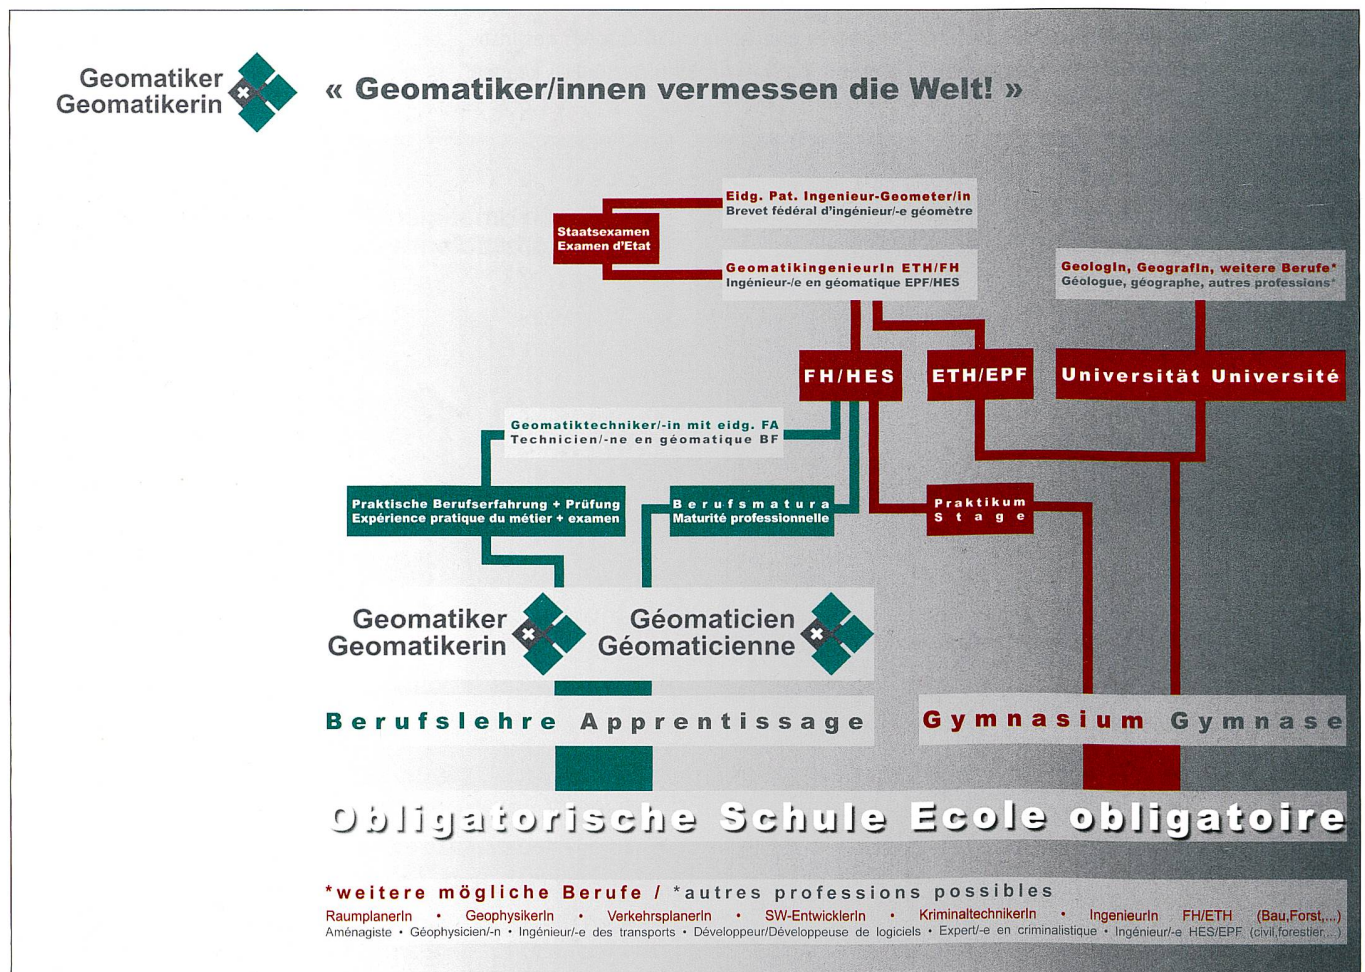 Geomatiker
Geomatikerin
« Geomatiker/innen vermessen die Welt! »
Eidg. Pat. Ingenieur-Geometer/in
Brevet fédéral d'ingénieur/-e géomètre
Staatsexamen
Examen d'Etat
GeomatikingenieurIn ETH/FH
Ingénieur-/e en géomatique EPF/HES
GeologIn, GeografIn, weitere Berufe*
Géologue, géographe, autres professions*
FH/HES
ETH/EPF
Universität Université
Geomatiktechniker/-in mit eidg. FA
Technicien/-ne en géomatique BF
Praktische Berufserfahrung + Prüfung
Expérience pratique du métier + examen
Berufsmatura
Maturité professionnelle
Praktikum
Stage
Geomatiker
Geomatikerin
Géomaticien
Géomaticienne
Berufslehre Apprentissage
Gymnasium Gymnase
Obligatorische Schule Ecole obligatoire
*weitere mögliche Berufe / *autres professions possibles
RaumplanerIn • GeophysikerIn • VerkehrsplanerIn • SW-EntwicklerIn • KriminaltechnikerIn • IngenieurIn FH/ETH (Bau,Forst,...)
Aménagiste • Géophysicien/-n • Ingénieur/-e des transports • Développeur/Développeuse de logiciels • Expert/-e en criminalistique • Ingénieur/-e HES/EPF (civil,forestier,...)